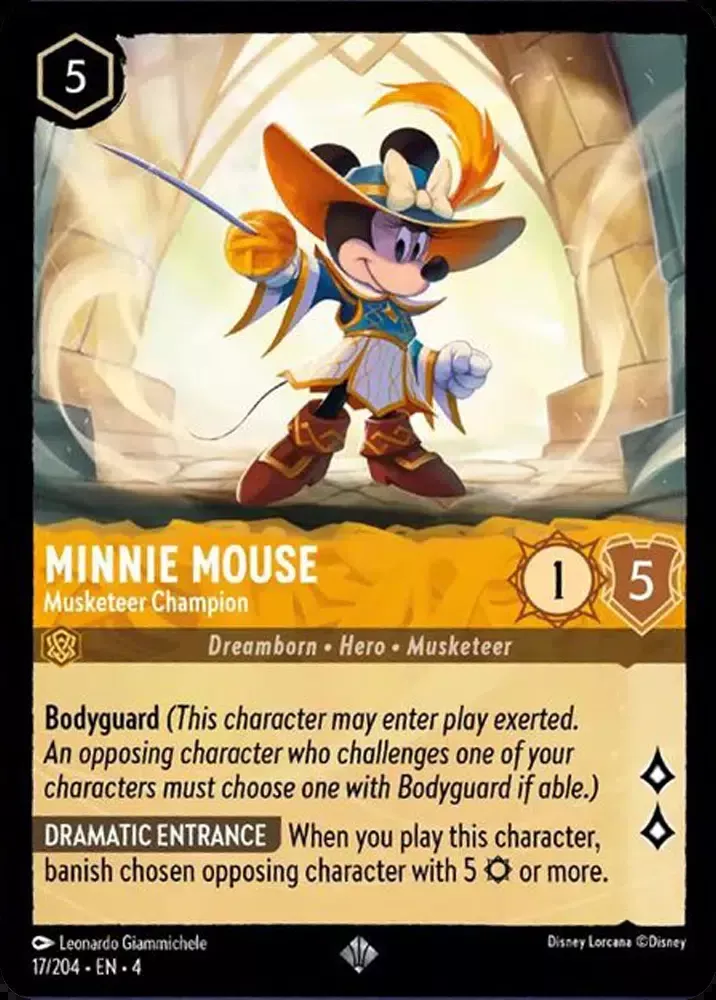 5
MINNIE MOUSE
Musketeer Champion
1
5
Dreamborn • Hero • Musketeer
Bodyguard (This character may enter play exerted.
An opposing character who challenges one of your
characters must choose one with Bodyguard if able.)
DRAMATIC ENTRANCE When you play this character,
banish chosen opposing character with 5 or more.
Leonardo Giammichele
Disney Lorcana ©Disney
17/204 • EN • 4